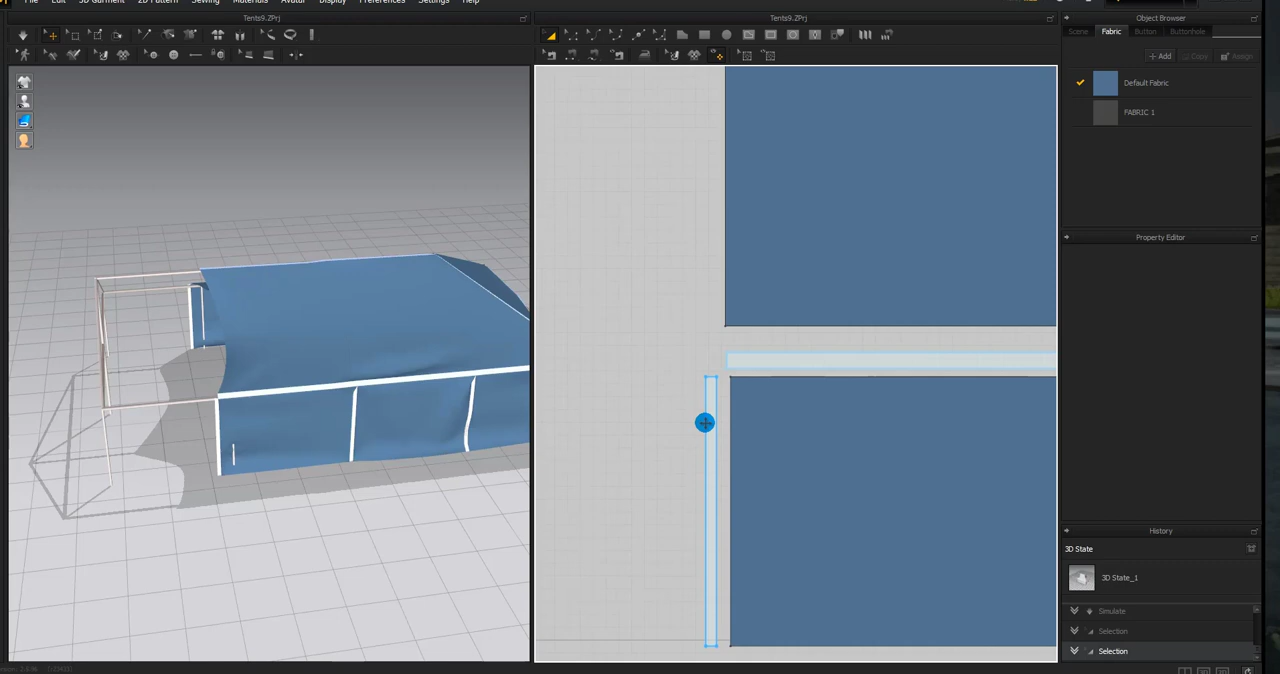 File Edit 3D Garment 2D Pattern Sewing Materials Avatar Display Preferences Settings Help
Tents9.ZPrj
Tents9.ZPrj
Object Browser
Scene Fabric Button Buttonhole
Add Copy Assign
Default Fabric
FABRIC 1
Property Editor
History
3D State
3D State_1
Simulate
Selection
Selection